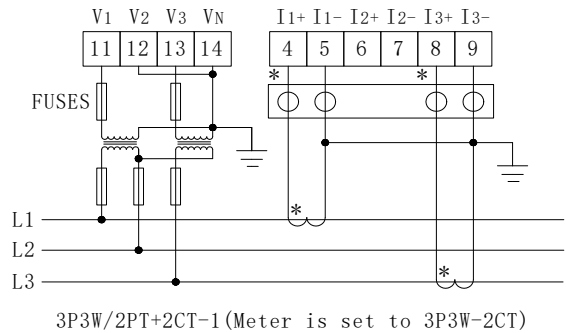 V1 V2 V3 VN I1+ I1- I2+ I2- I3+ I3-
11 12 13 14 4 5 6 7 8 9
* *
FUSES
*
L1
L2
*
L3
3P3W/2PT+2CT-1(Meter is set to 3P3W-2CT)